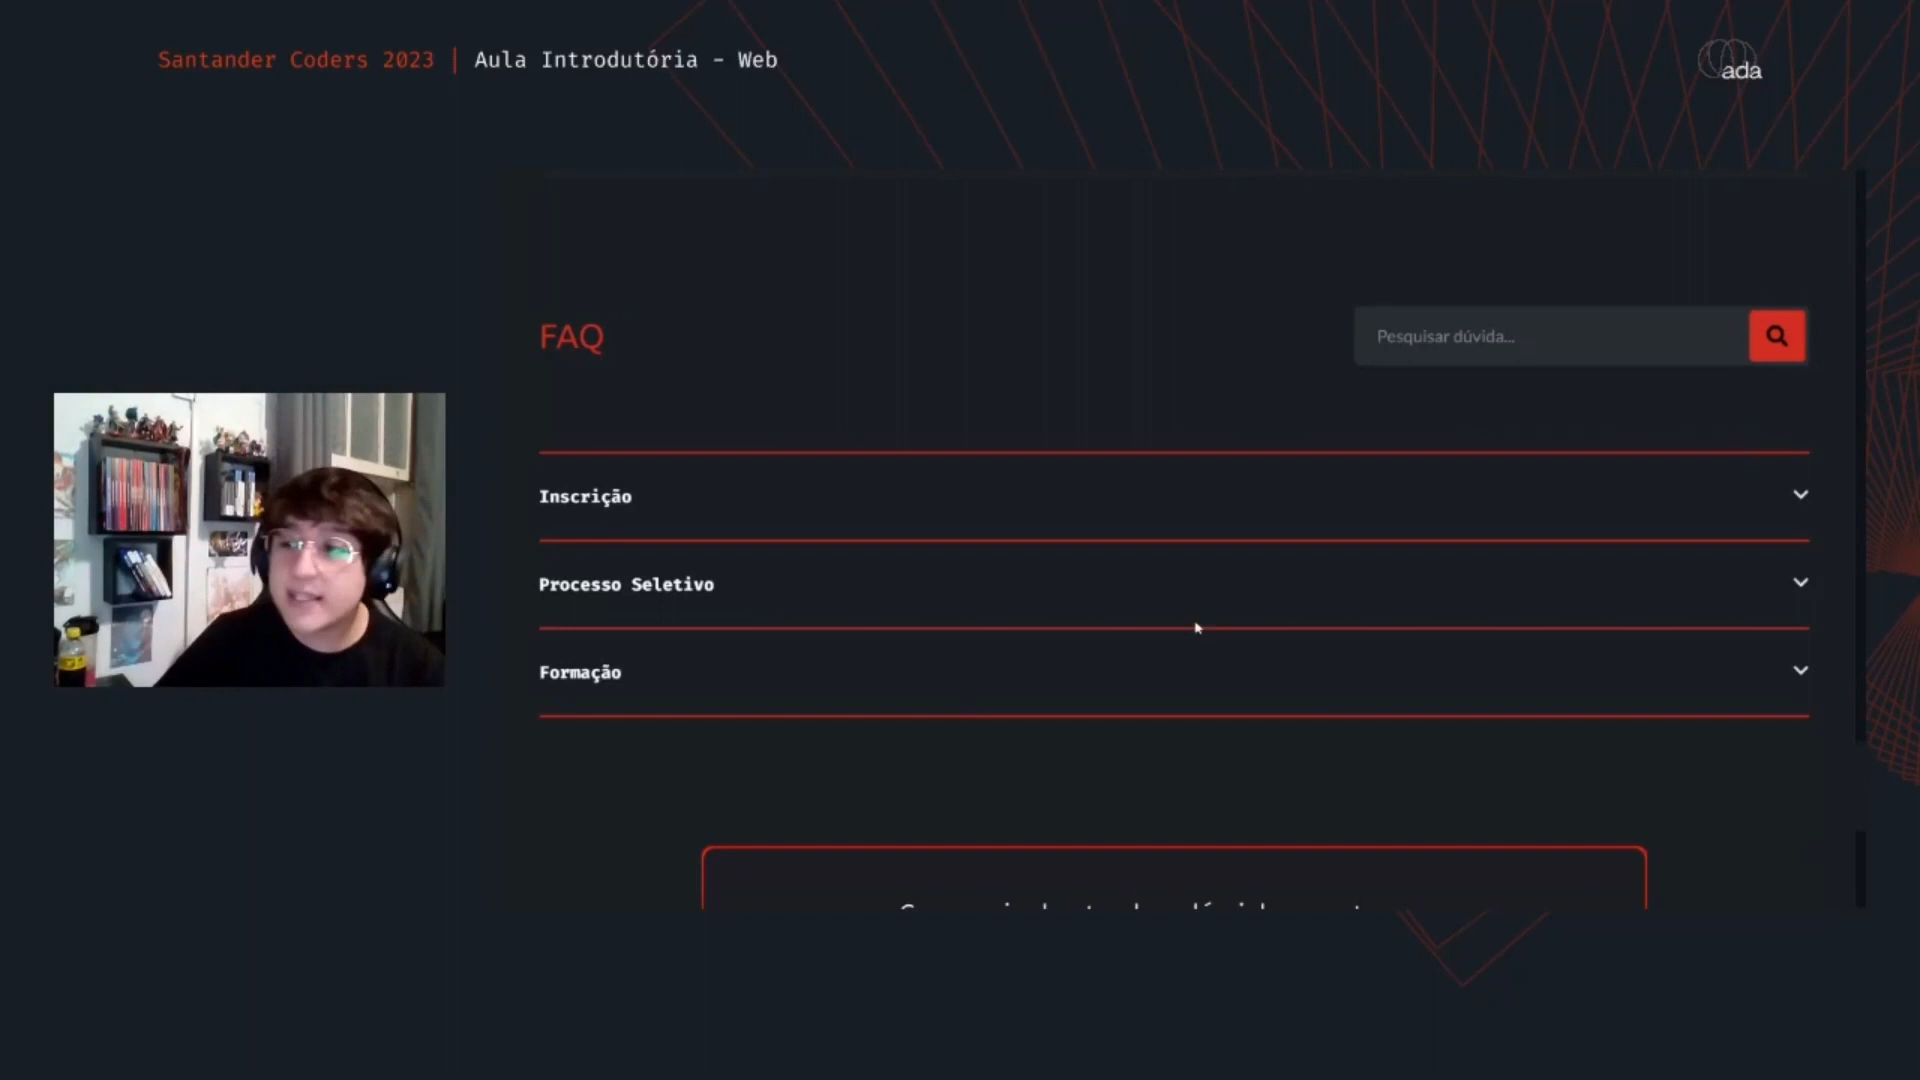 Santander Coders 2023 | Aula Introdutória - Web
ada
FAQ
Pesquisar dúvida...
Inscrição
Processo Seletivo
Formação